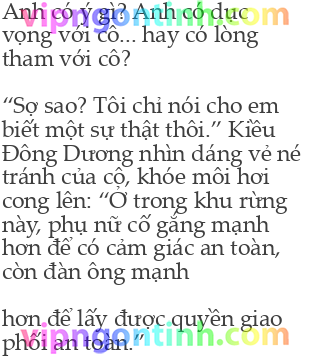 Anh có ý gì? Anh có dục
vọng với cô... hay có lòng
tham với cô?
“Sợ sao? Tôi chỉ nói cho em
biết một sự thật thôi.” Kiều
Đông Dương nhìn dáng vẻ né
tránh của cô, khóe môi hơi
cong lên: “Ở trong khu rừng
này, phụ nữ cố gắng mạnh
hơn để có cảm giác an toàn,
còn đàn ông mạnh
hơn để lấy được quyền giao
phối an toàn.”
vipngontinh.com
vipngontinh.com